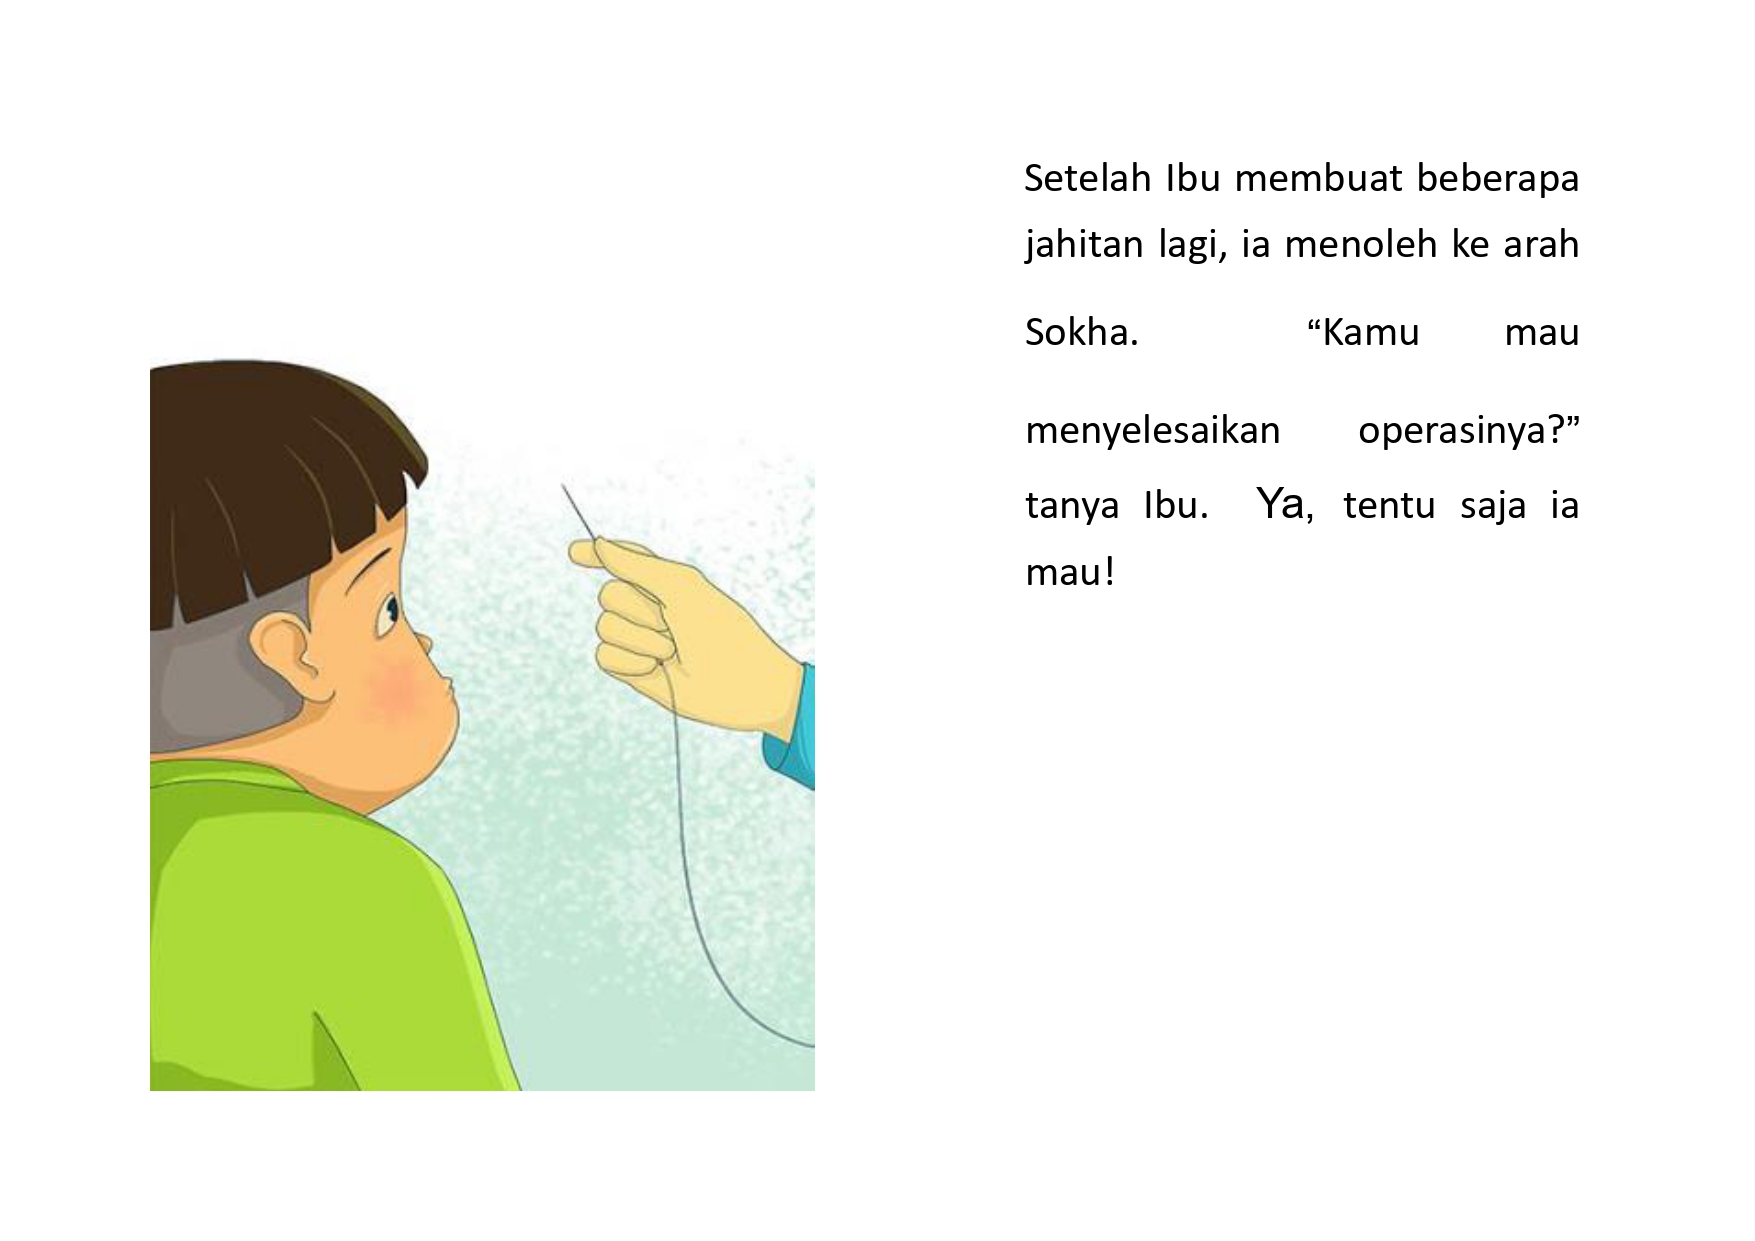 Setelah Ibu membuat beberapa
jahitan lagi, ia menoleh ke arah
Sokha. “Kamu mau
menyelesaikan operasinya?”
tanya Ibu. Ya, tentu saja ia
mau!